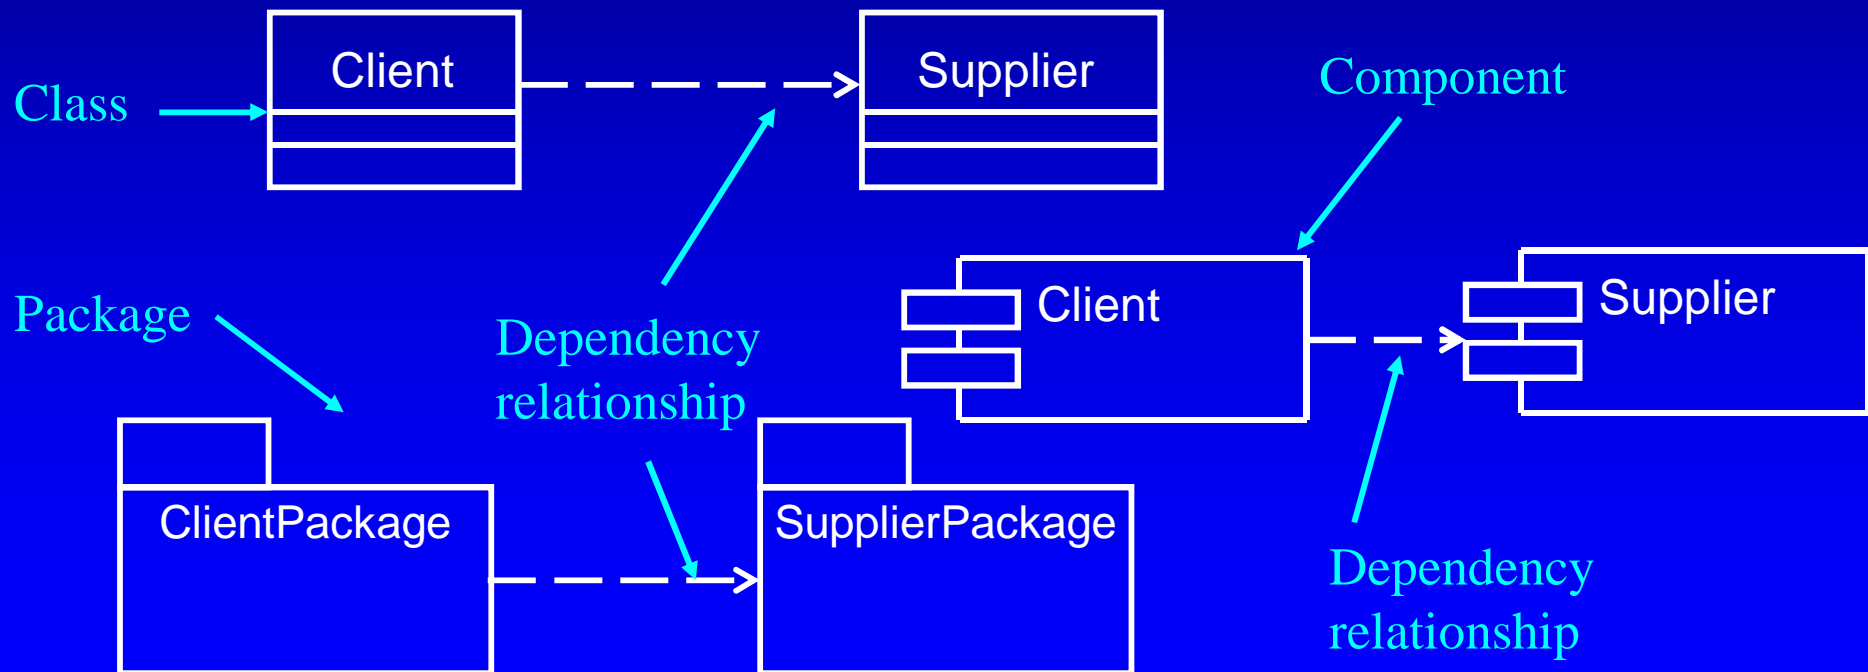 Client
Supplier
Component
Class
Client
Supplier
Package
Dependency
relationship
ClientPackage
SupplierPackage
Dependency
relationship